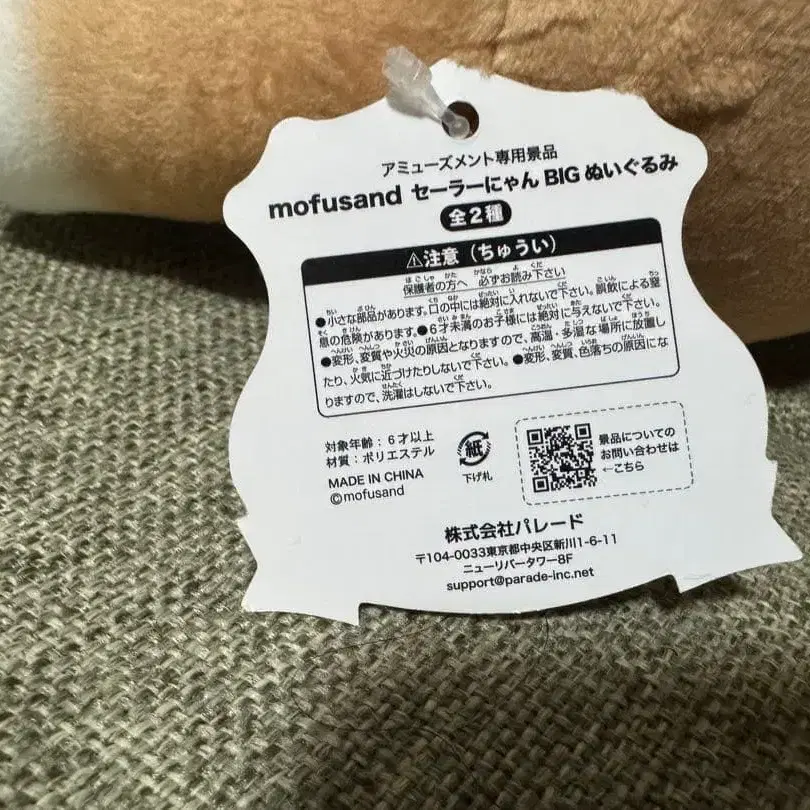 アミューズメント専用景品
mofusand セーラーにゃん BIG ぬいぐるみ
全2種
⚠注意（ちゅうい）
保護者の方へ 必ずお読み下さい
●小さな部品があります。口の中には絶対に入れないで下さい。誤飲による窒
息の危険があります。●6才未満のお子様には絶対に与えないで下さい。
●変形、変質や火災の原因となりますので、高温・多湿な場所に放置し
たり、火気に近づけたりしないで下さい。●変形、変質、色落ちの原因にな
りますので、洗濯はしないで下さい。
対象年齢：6才以上
材質：ポリエステル
MADE IN CHINA
©mofusand
紙
下げ札
景品についての
お問い合わせは
←こちら
株式会社パレード
〒104-0033東京都中央区新川1-6-11
ニューリバータワー8F
support@parade-inc.net